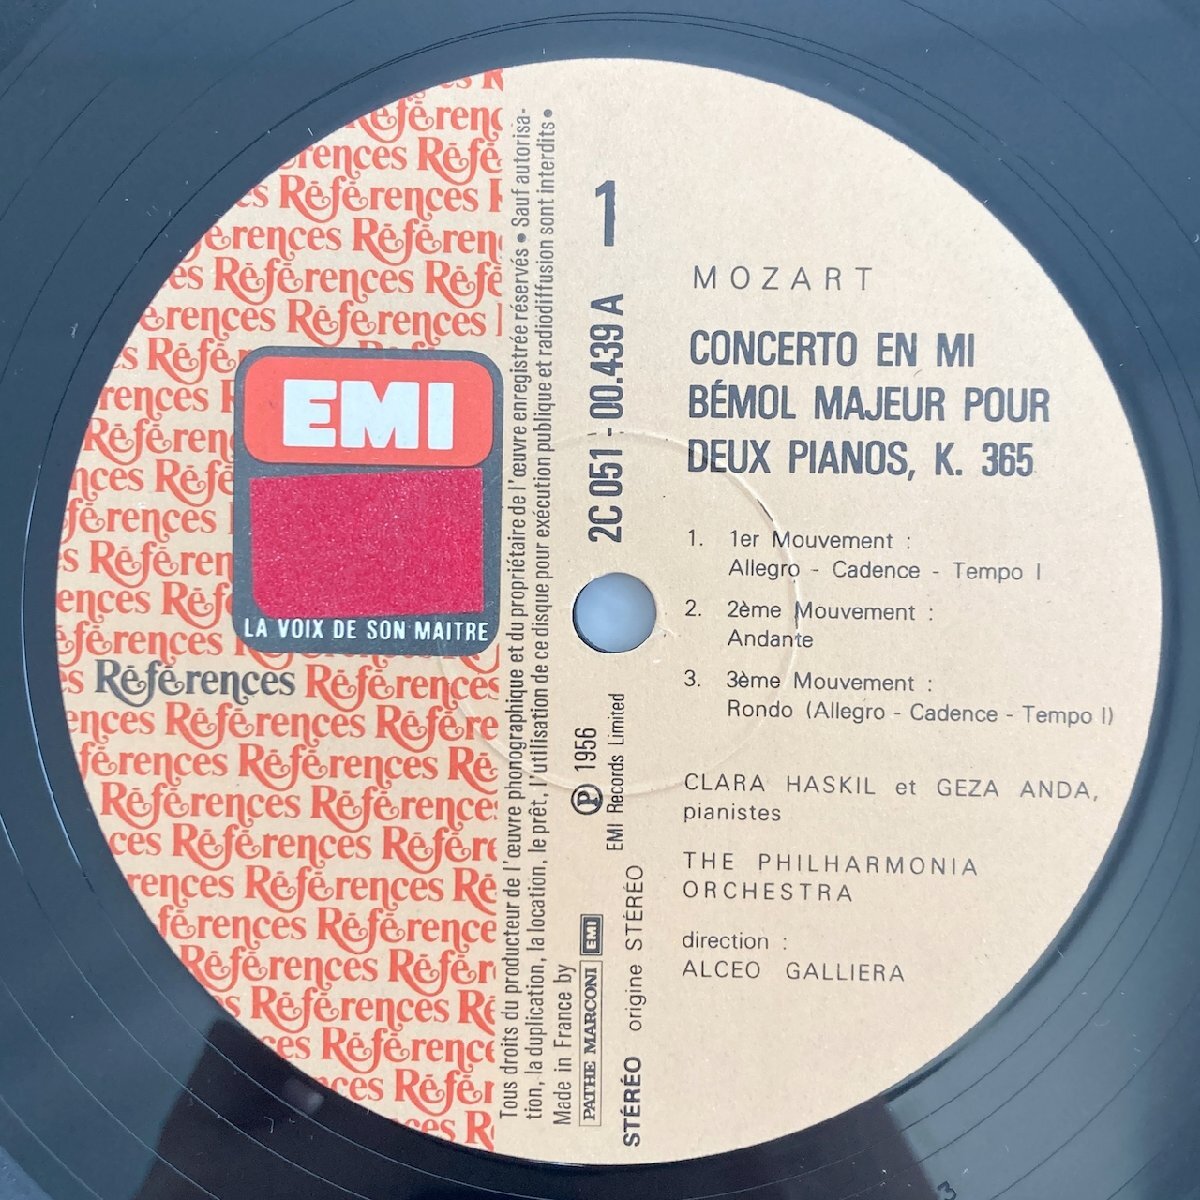 1
MOZART
CONCERTO EN MI
BÉMOL MAJEUR POUR
DEUX PIANOS, K. 365
1. 1er Mouvement :
Allegro - Cadence - Tempo I
2. 2ème Mouvement :
Andante
3. 3ème Mouvement :
Rondo (Allegro - Cadence - Tempo I)
CLARA HASKIL et GEZA ANDA,
pianistes
THE PHILHARMONIA
ORCHESTRA
direction :
ALCEO GALLIERA
2C 051 - 00.439 A
℗ 1956
EMI Records Limited
STÉRÉO origine STÉRÉO
Made in France by
PATHE MARCONI EMI
Tous droits du producteur de l'œuvre phonographique et du propriétaire de l'œuvre enregistrée réservés • Sauf autorisa-
tion, la duplication, la location, le prêt, l'utilisation de ce disque pour exécution publique et radiodiffusion sont interdits •
EMI
LA VOIX DE SON MAITRE
Références Références